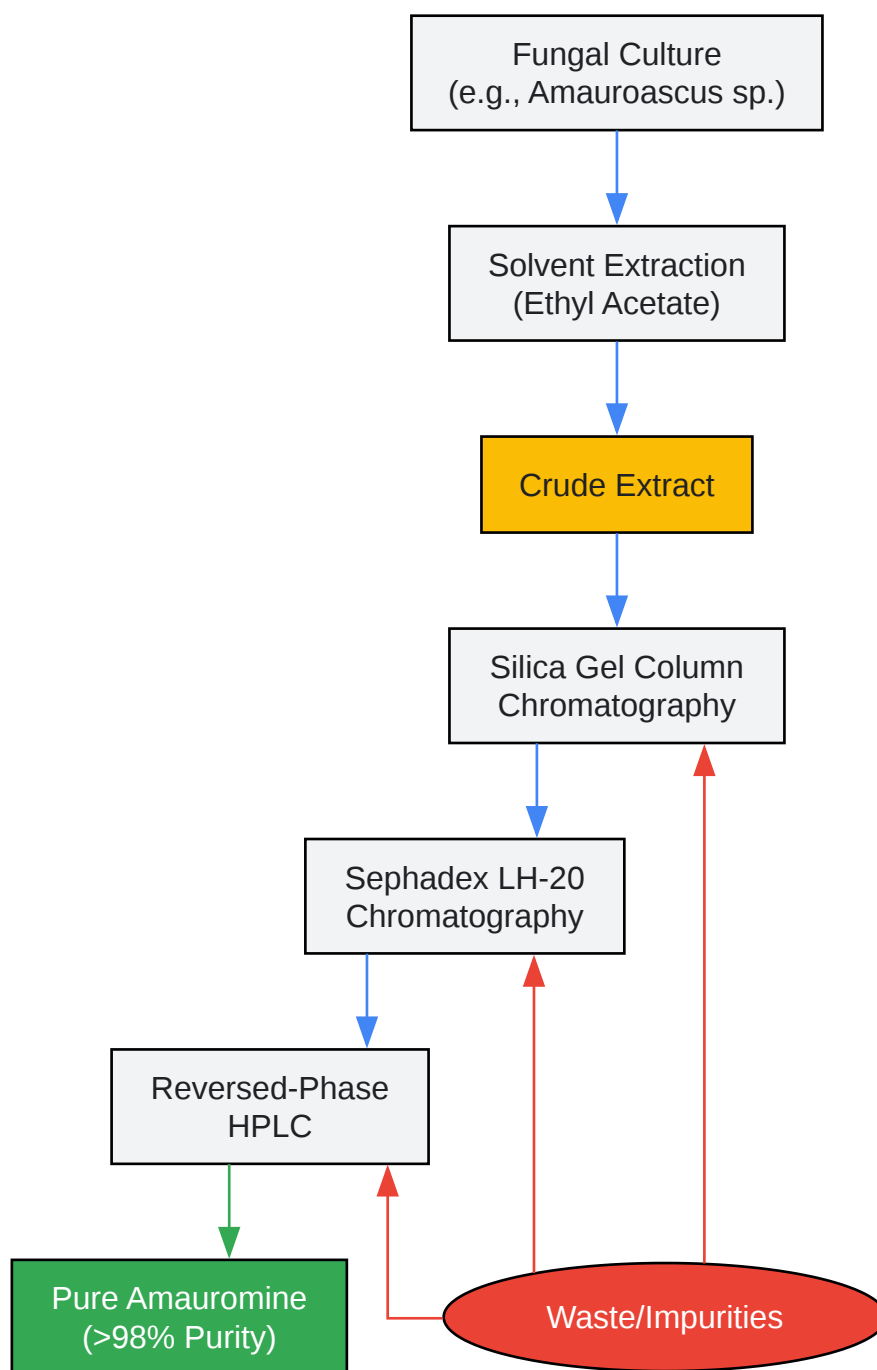 Fungal Culture
(e.g., Amauroascus sp.)
Solvent Extraction
(Ethyl Acetate)
Crude Extract
Silica Gel Column
Chromatography
Sephadex LH-20
Chromatography
Reversed-Phase
HPLC
Pure Amauromine
(>98% Purity)
Waste/Impurities